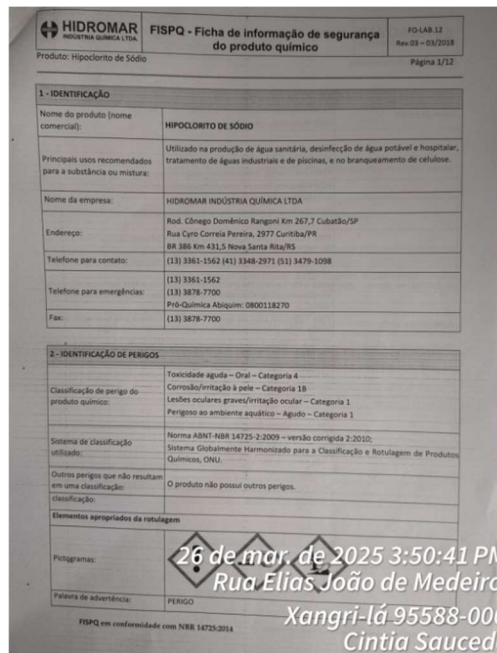 HIDROMAR
INDÚSTRIA QUÍMICA LTDA.
FISPQ - Ficha de informação de segurança
do produto químico
FO-LAB.12
Rev.03 – 03/2018
Produto: Hipoclorito de Sódio
Página 1/12
1 - IDENTIFICAÇÃO
Nome do produto (nome
comercial):
HIPOCLORITO DE SÓDIO
Principais usos recomendados
para a substância ou mistura:
Utilizado na produção de água sanitária, desinfecção de água potável e hospitalar,
tratamento de águas industriais e de piscinas, e no branqueamento de celulose.
Nome da empresa:
HIDROMAR INDÚSTRIA QUÍMICA LTDA
Endereço:
Rod. Cônego Domênico Rangoni Km 267,7 Cubatão/SP
Rua Cyro Correia Pereira, 2977 Curitiba/PR
BR 386 Km 431,5 Nova Santa Rita/RS
Telefone para contato:
(13) 3361-1562 (41) 3348-2971 (51) 3479-1098
Telefone para emergências:
(13) 3361-1562
(13) 3878-7700
Pró-Química Abiquim: 0800118270
Fax:
(13) 3878-7700
2 - IDENTIFICAÇÃO DE PERIGOS
Classificação de perigo do
produto químico:
Toxicidade aguda – Oral – Categoria 4
Corrosão/irritação à pele – Categoria 1B
Lesões oculares graves/irritação ocular – Categoria 1
Perigoso ao ambiente aquático – Agudo – Categoria 1
Sistema de classificação
utilizado:
Norma ABNT-NBR 14725-2:2009 – versão corrigida 2:2010;
Sistema Globalmente Harmonizado para a Classificação e Rotulagem de Produtos
Químicos, ONU.
Outros perigos que não resultam
em uma classificação:
classificação:
O produto não possui outros perigos.
Elementos apropriados da rotulagem
Pictogramas:
Palavra de advertência:
PERIGO
FISPQ em conformidade com NBR 14725:2014
26 de mar. de 2025 3:50:41 PM
Rua Elias João de Medeiro
Xangri-lá 95588-000
Cintia Sauced